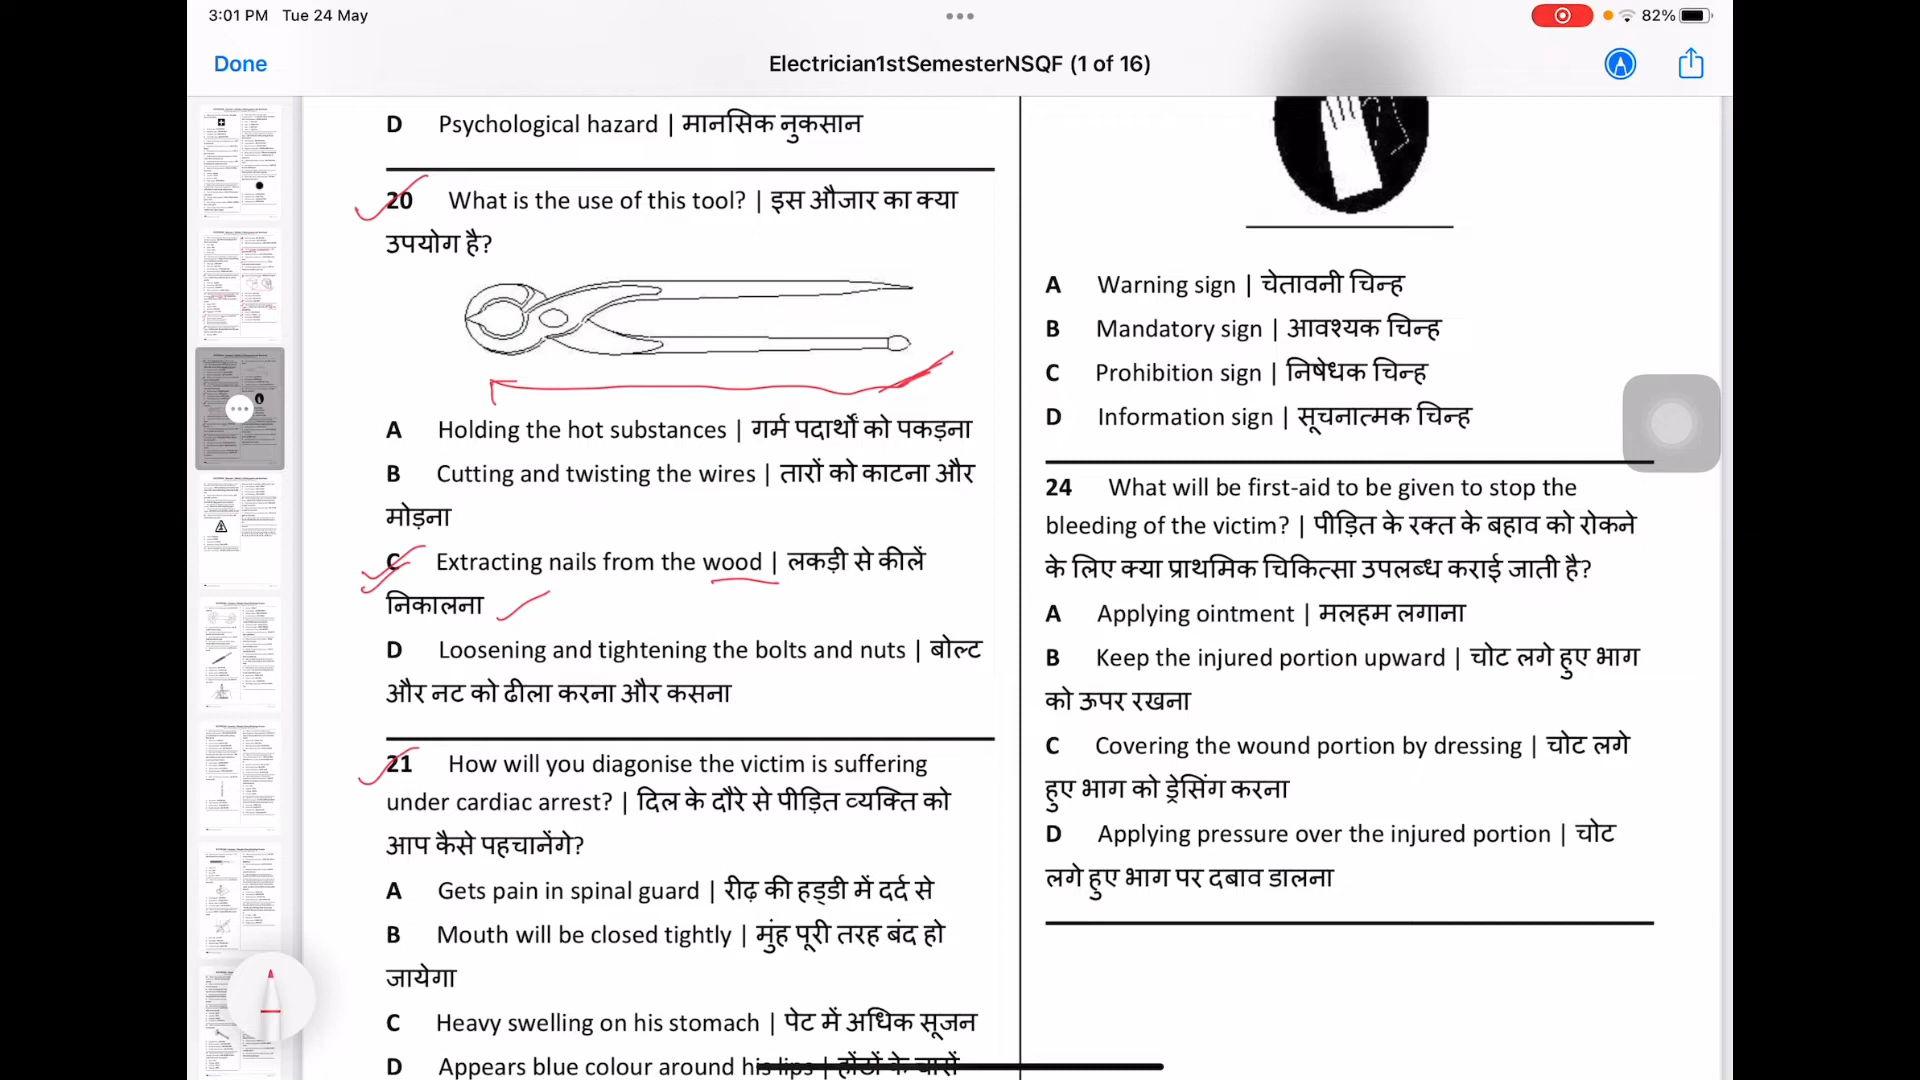 3:01 PM Tue 24 May
82%
Done
Electrician1stSemesterNSQF (1 of 16)
D Psychological hazard | मानसिक नुकसान
20 What is the use of this tool? | इस औजार का क्या
उपयोग है?
A Holding the hot substances | गर्म पदार्थों को पकड़ना
B Cutting and twisting the wires | तारों को काटना और
मोड़ना
C Extracting nails from the wood | लकड़ी से कीलें
निकालना
D Loosening and tightening the bolts and nuts | बोल्ट
और नट को ढीला करना और कसना
21 How will you diagonise the victim is suffering
under cardiac arrest? | दिल के दौरे से पीड़ित व्यक्ति को
आप कैसे पहचानेंगे?
A Gets pain in spinal guard | रीढ़ की हड्डी में दर्द से
B Mouth will be closed tightly | मुंह पूरी तरह बंद हो
जायेगा
C Heavy swelling on his stomach | पेट में अधिक सूजन
D Appears blue colour around his lips | होंठों के चारों
A Warning sign | चेतावनी चिन्ह
B Mandatory sign | आवश्यक चिन्ह
C Prohibition sign | निषेधक चिन्ह
D Information sign | सूचनात्मक चिन्ह
24 What will be first-aid to be given to stop the
bleeding of the victim? | पीड़ित के रक्त के बहाव को रोकने
के लिए क्या प्राथमिक चिकित्सा उपलब्ध कराई जाती है?
A Applying ointment | मलहम लगाना
B Keep the injured portion upward | चोट लगे हुए भाग
को ऊपर रखना
C Covering the wound portion by dressing | चोट लगे
हुए भाग को ड्रेसिंग करना
D Applying pressure over the injured portion | चोट
लगे हुए भाग पर दबाव डालना